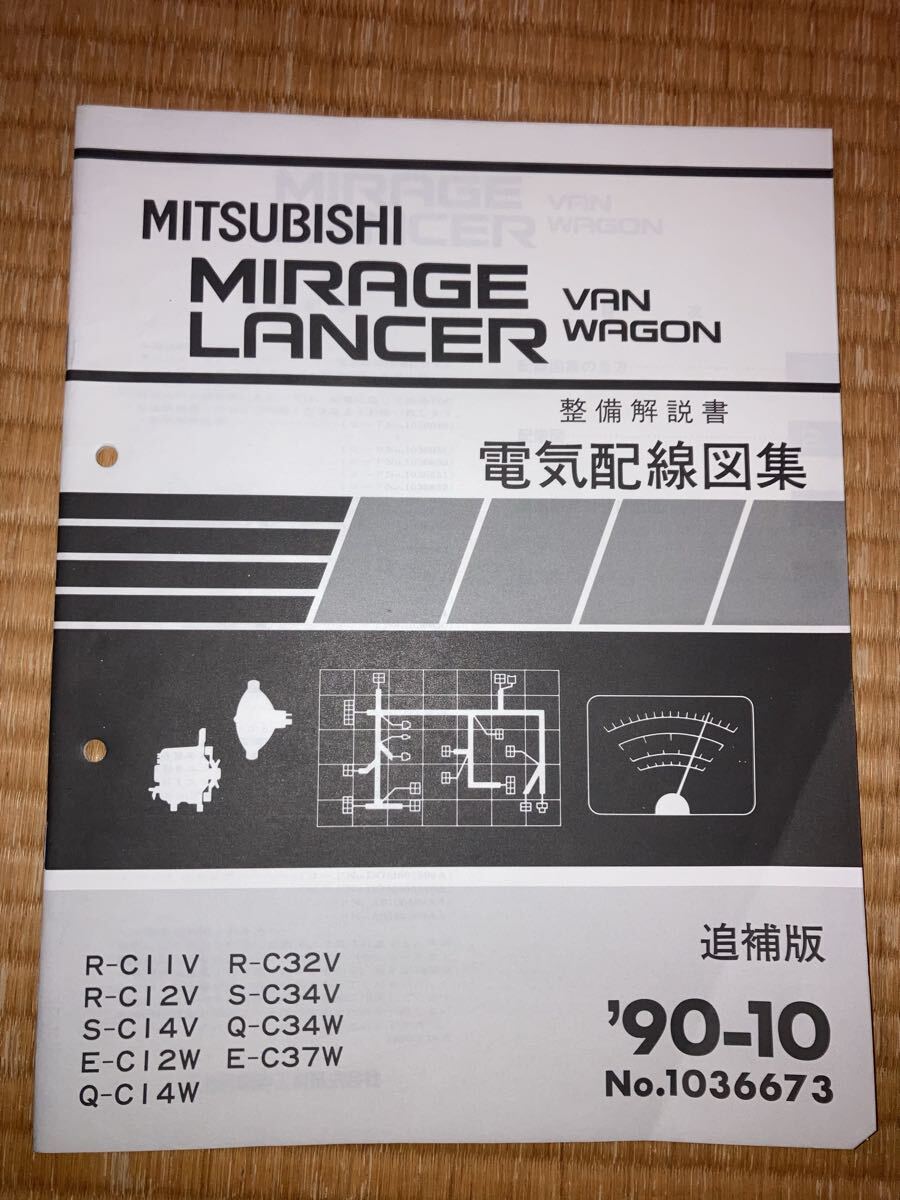 MITSUBISHI
MIRAGE
LANCER
VAN
WAGON
整備解説書
電気配線図集
追補版
R-C11V R-C32V
R-C12V S-C34V
S-C14V Q-C34W
E-C12W E-C37W
Q-C14W
'90-10
No.1036673